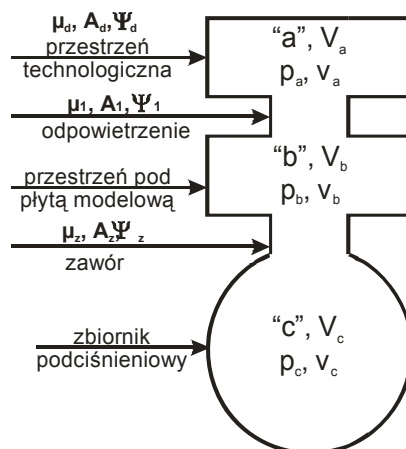 μd, Ad,Ψd
przestrzeń
technologiczna
"a", Va
pa, va
μ1, A1,Ψ1
odpowietrzenie
przestrzeń pod
płytą modelową
"b", Vb
pb, vb
μz, AzΨ z
zawór
zbiornik
podciśnieniowy
"c", Vc
pc, vc